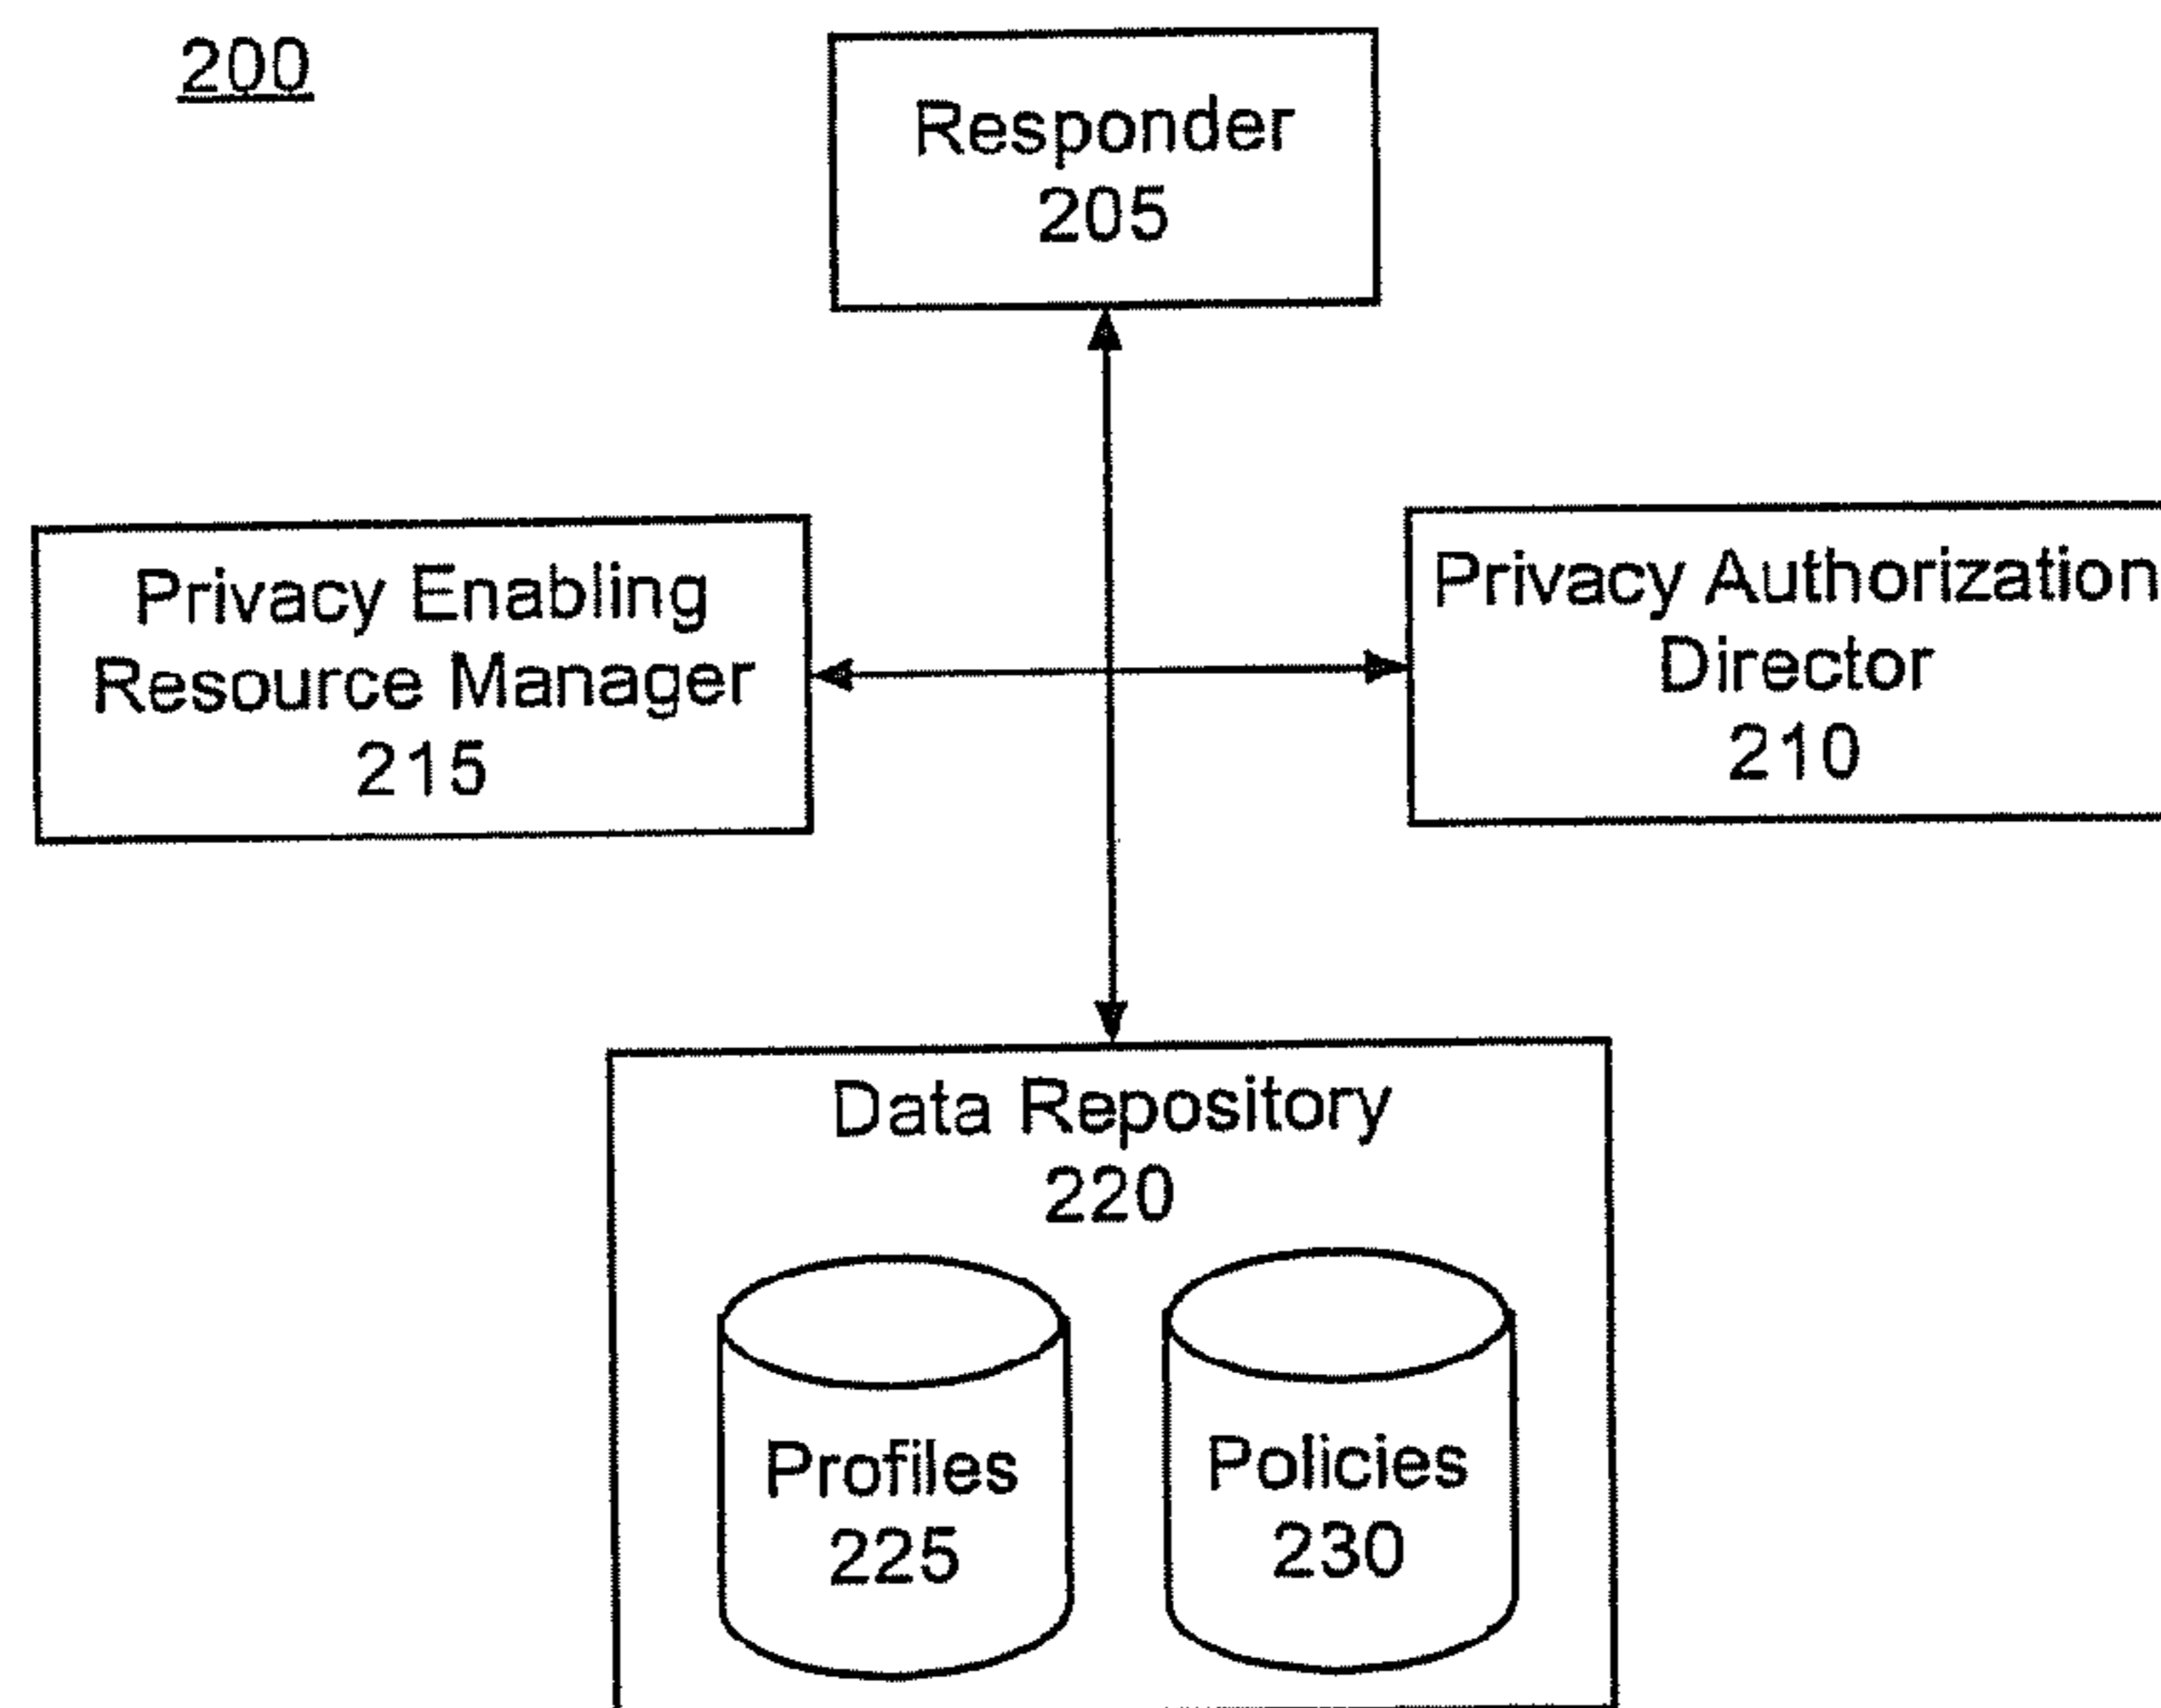 200
Responder
205
Privacy Enabling
Resource Manager
215
Privacy Authorization
Director
210
Data Repository
220
Profiles
225
Policies
230